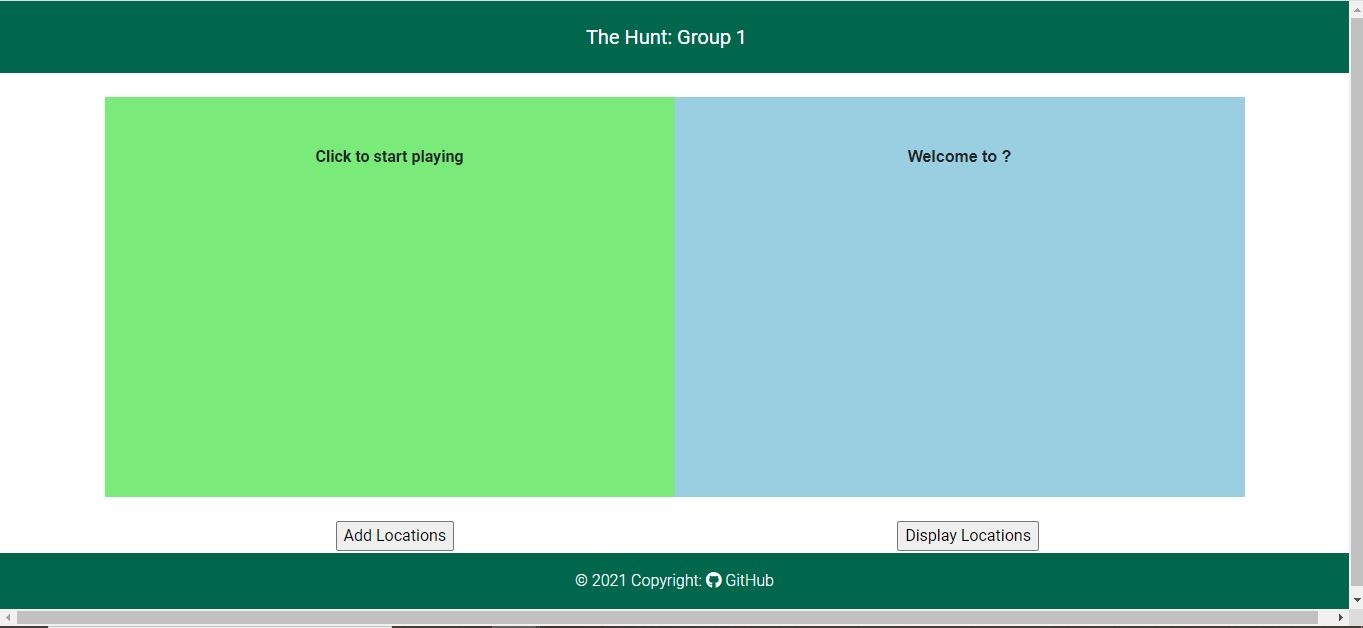 The Hunt: Group 1
Click to start playing
Welcome to ?
Add Locations
Display Locations
© 2021 Copyright: GitHub